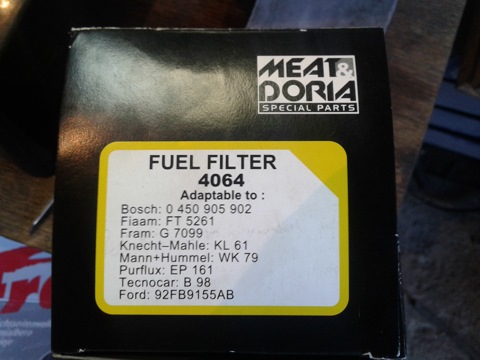 MEAT&
DORIA
SPECIAL PARTS
FUEL FILTER
4064
Adaptable to :
Bosch: 0 450 905 902
Fiaam: FT 5261
Fram: G 7099
Knecht–Mahle: KL 61
Mann+Hummel: WK 79
Purflux: EP 161
Tecnocar: B 98
Ford: 92FB9155AB